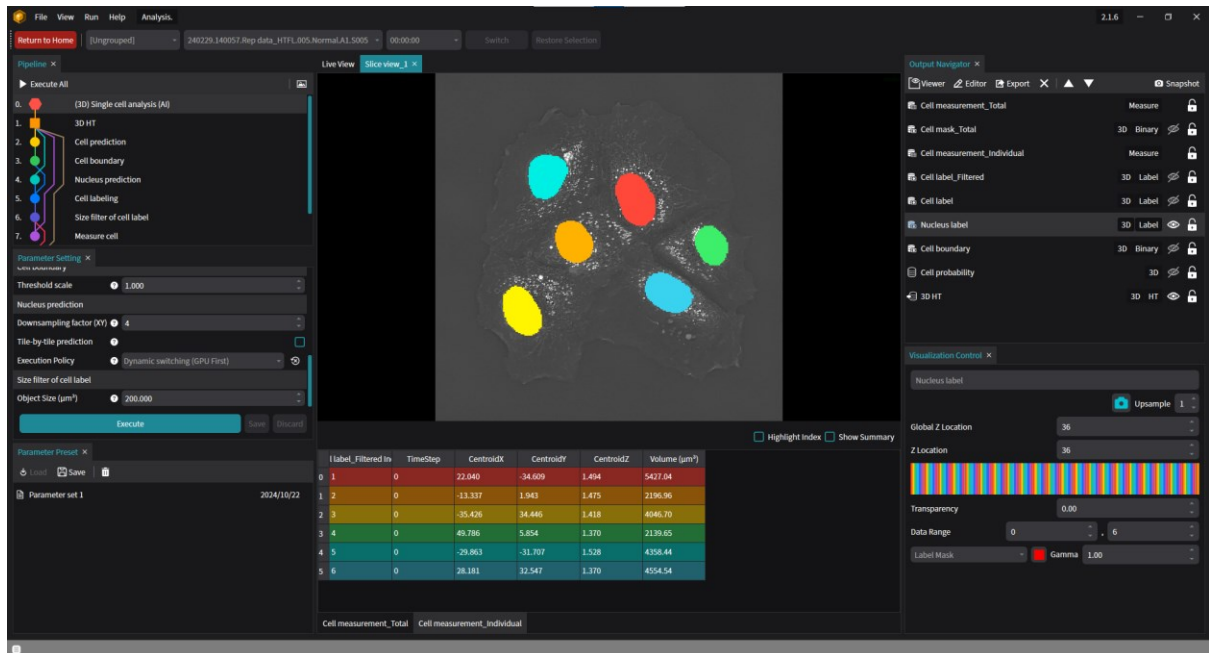 File View Run Help Analysis. 2.1.6
Return to Home [Ungrouped] 240229.140057.Rep data_HTFL.005.Normal.A1.S005 00:00:00 Switch Restore Selection
Pipeline ×
Execute All
0. (3D) Single cell analysis (AI)
1. 3D HT
2. Cell prediction
3. Cell boundary
4. Nucleus prediction
5. Cell labeling
6. Size filter of cell label
7. Measure cell
Parameter Setting ×
Cell boundary
Threshold scale ? 1.000
Nucleus prediction
Downsampling factor (XY) ? 4
Tile-by-tile prediction ?
Execution Policy ? Dynamic switching (GPU First)
Size filter of cell label
Object Size (μm³) ? 200.000
Execute Save Discard
Parameter Preset ×
Load Save
Parameter set 1 2024/10/22
Live View Slice view_1 ×
Highlight Index Show Summary
l label_Filtered In TimeStep CentroidX CentroidY CentroidZ Volume (μm³)
0 1 0 22.040 -34.609 1.494 5427.04
1 2 0 -13.337 1.943 1.475 2196.96
2 3 0 -35.426 34.446 1.418 4046.70
3 4 0 49.786 5.854 1.370 2139.65
4 5 0 -29.863 -31.707 1.528 4358.44
5 6 0 28.181 32.547 1.370 4554.54
Cell measurement_Total Cell measurement_Individual
Output Navigator ×
Viewer Editor Export Snapshot
Cell measurement_Total Measure
Cell mask_Total 3D Binary
Cell measurement_Individual Measure
Cell label_Filtered 3D Label
Cell label 3D Label
Nucleus label 3D Label
Cell boundary 3D Binary
Cell probability 3D
3D HT 3D HT
Visualization Control ×
Nucleus label
Upsample 1
Global Z Location 36
Z Location 36
Transparency 0.00
Data Range 0 , 6
Label Mask Gamma 1.00